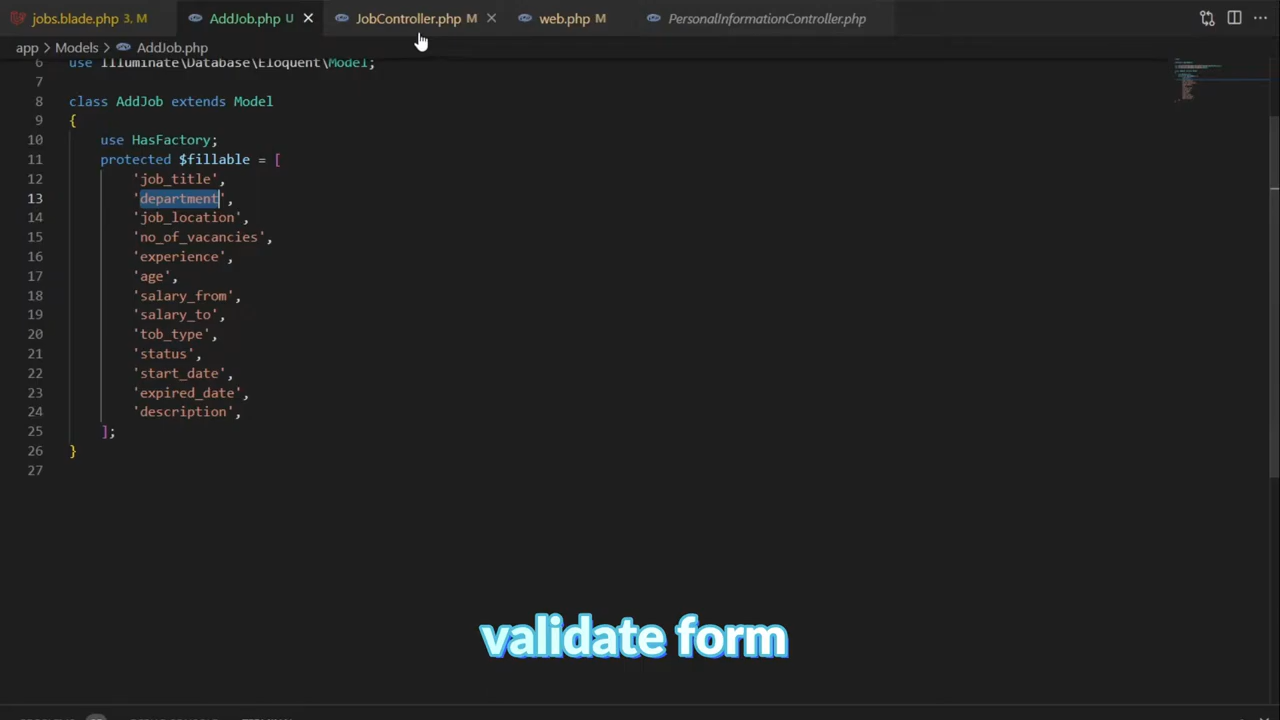 jobs.blade.php 3. M
AddJob.php U
JobController.php M
web.php M
PersonalInformationController.php
app > Models > AddJob.php
6 use Illuminate\Database\Eloquent\Model;
7
8 class AddJob extends Model
9 {
10 use HasFactory;
11 protected $fillable = [
12 'job_title',
13 'department',
14 'job_location',
15 'no_of_vacancies',
16 'experience',
17 'age',
18 'salary_from',
19 'salary_to',
20 'tob_type',
21 'status',
22 'start_date',
23 'expired_date',
24 'description',
25 ];
26 }
27
validate form